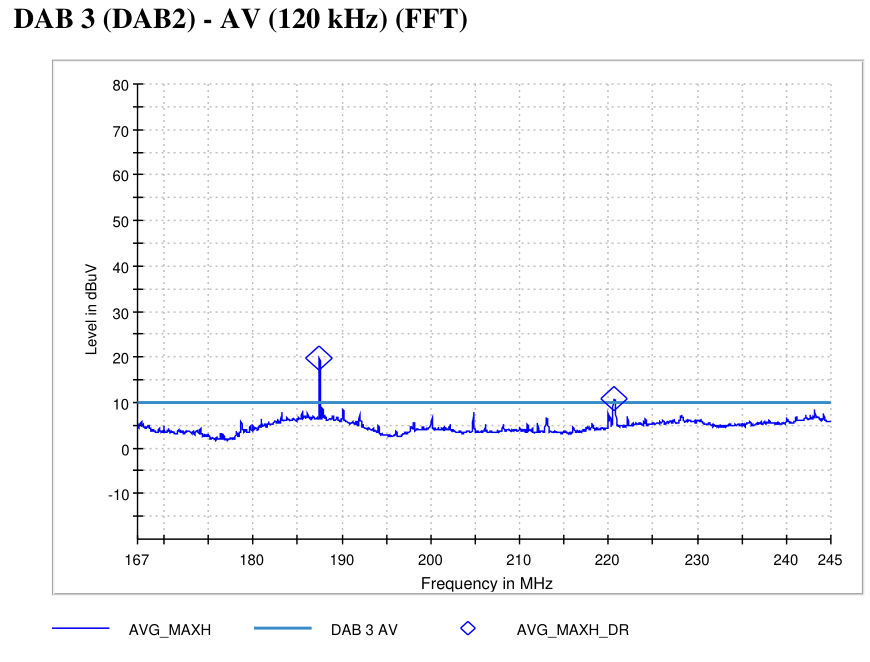 DAB 3 (DAB2) - AV (120 kHz) (FFT)
80
70
60
50
40
30
20
10
0
-10
Level in dBuV
167 180 190 200 210 220 230 240 245
Frequency in MHz
AVG_MAXH DAB 3 AV AVG_MAXH_DR